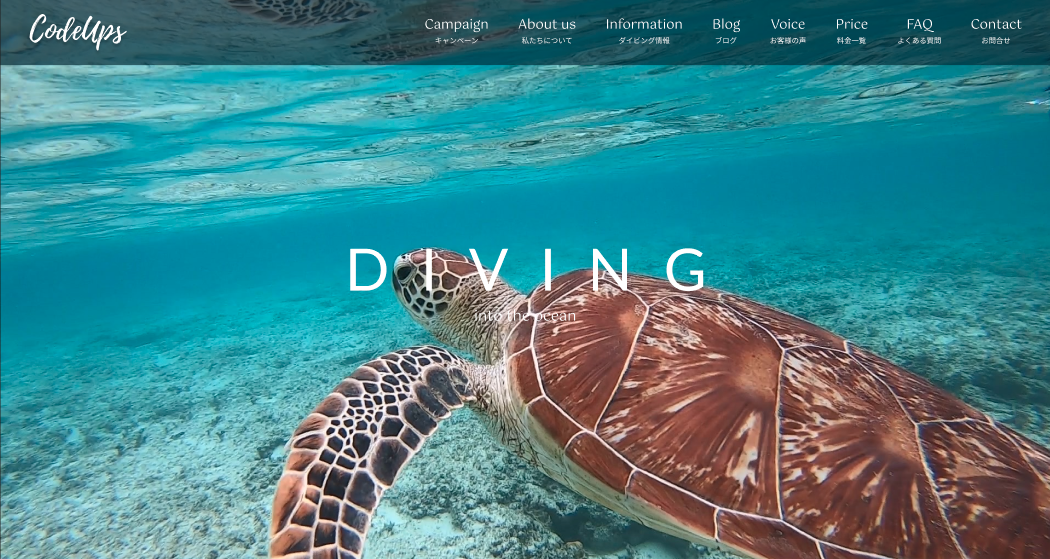 CodeUps
Campaign About us Information Blog Voice Price FAQ Contact
キャンペーン 私たちについて ダイビング情報 ブログ お客様の声 料金一覧 よくある質問 お問合せ
DIVING
into the ocean